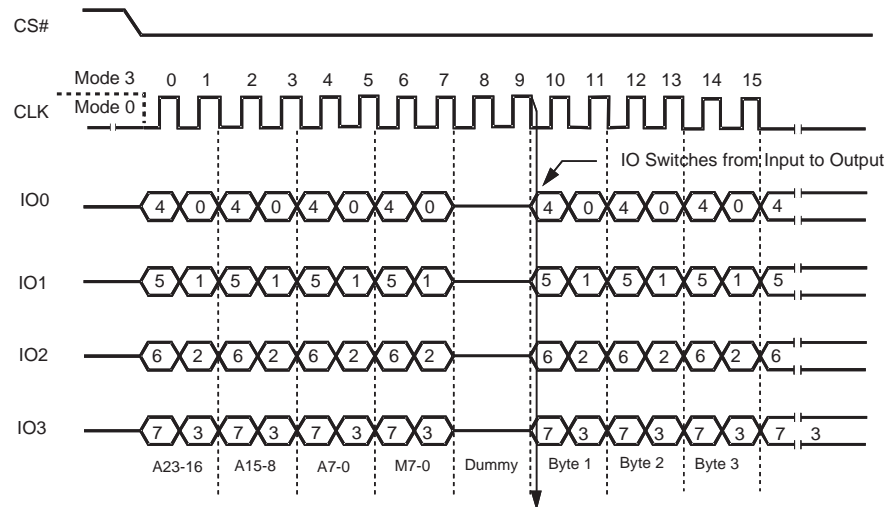 CS#
Mode 3 0 1 2 3 4 5 6 7 8 9 10 11 12 13 14 15
CLK Mode 0
IO Switches from Input to Output
IO0 4 0 4 0 4 0 4 0 4 0 4 0 4 0 4
IO1 5 1 5 1 5 1 5 1 5 1 5 1 5 1 5
IO2 6 2 6 2 6 2 6 2 6 2 6 2 6 2 6
IO3 7 3 7 3 7 3 7 3 7 3 7 3 7 3 7 3
A23-16 A15-8 A7-0 M7-0 Dummy Byte 1 Byte 2 Byte 3